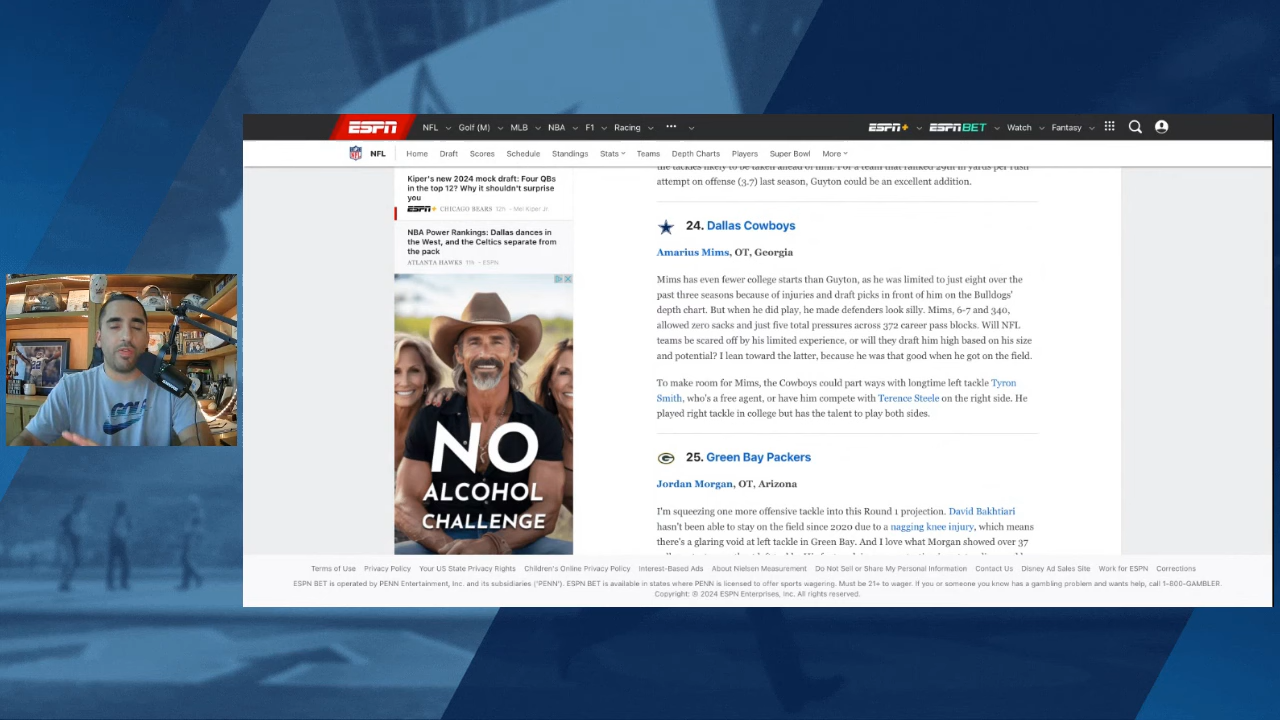 ESPN
NFL
Golf (M)
MLB
NBA
F1
Racing
•••
ESPN+
ESPN BET
Watch
Fantasy
NFL
Home
Draft
Scores
Schedule
Standings
Stats
Teams
Depth Charts
Players
Super Bowl
More
Kiper's new 2024 mock draft: Four QBs
in the top 12? Why it shouldn't surprise
you
ESPN+ CHICAGO BEARS 12h - Mel Kiper Jr.
NBA Power Rankings: Dallas dances in
the West, and the Celtics separate from
the pack
ATLANTA HAWKS 11h - ESPN
NO
ALCOHOL
CHALLENGE
attempt on offense (3.7) last season, Guyton could be an excellent addition.
24. Dallas Cowboys
Amarius Mims, OT, Georgia
Mims has even fewer college starts than Guyton, as he was limited to just eight over the
past three seasons because of injuries and draft picks in front of him on the Bulldogs'
depth chart. But when he did play, he made defenders look silly. Mims, 6-7 and 340,
allowed zero sacks and just five total pressures across 372 career pass blocks. Will NFL
teams be scared off by his limited experience, or will they draft him high based on his size
and potential? I lean toward the latter, because he was that good when he got on the field.
To make room for Mims, the Cowboys could part ways with longtime left tackle Tyron
Smith, who's a free agent, or have him compete with Terence Steele on the right side. He
played right tackle in college but has the talent to play both sides.
25. Green Bay Packers
Jordan Morgan, OT, Arizona
I'm squeezing one more offensive tackle into this Round 1 projection. David Bakhtiari
hasn't been able to stay on the field since 2020 due to a nagging knee injury, which means
there's a glaring void at left tackle in Green Bay. And I love what Morgan showed over 37
Terms of Use
Privacy Policy
Your US State Privacy Rights
Children's Online Privacy Policy
Interest-Based Ads
About Nielsen Measurement
Do Not Sell or Share My Personal Information
Contact Us
Disney Ad Sales Site
Work for ESPN
Corrections
ESPN BET is operated by PENN Entertainment, Inc. and its subsidiaries ('PENN'). ESPN BET is available in states where PENN is licensed to offer sports wagering. Must be 21+ to wager. If you or someone you know has a gambling problem and wants help, call 1-800-GAMBLER.
Copyright: © 2024 ESPN Enterprises, Inc. All rights reserved.